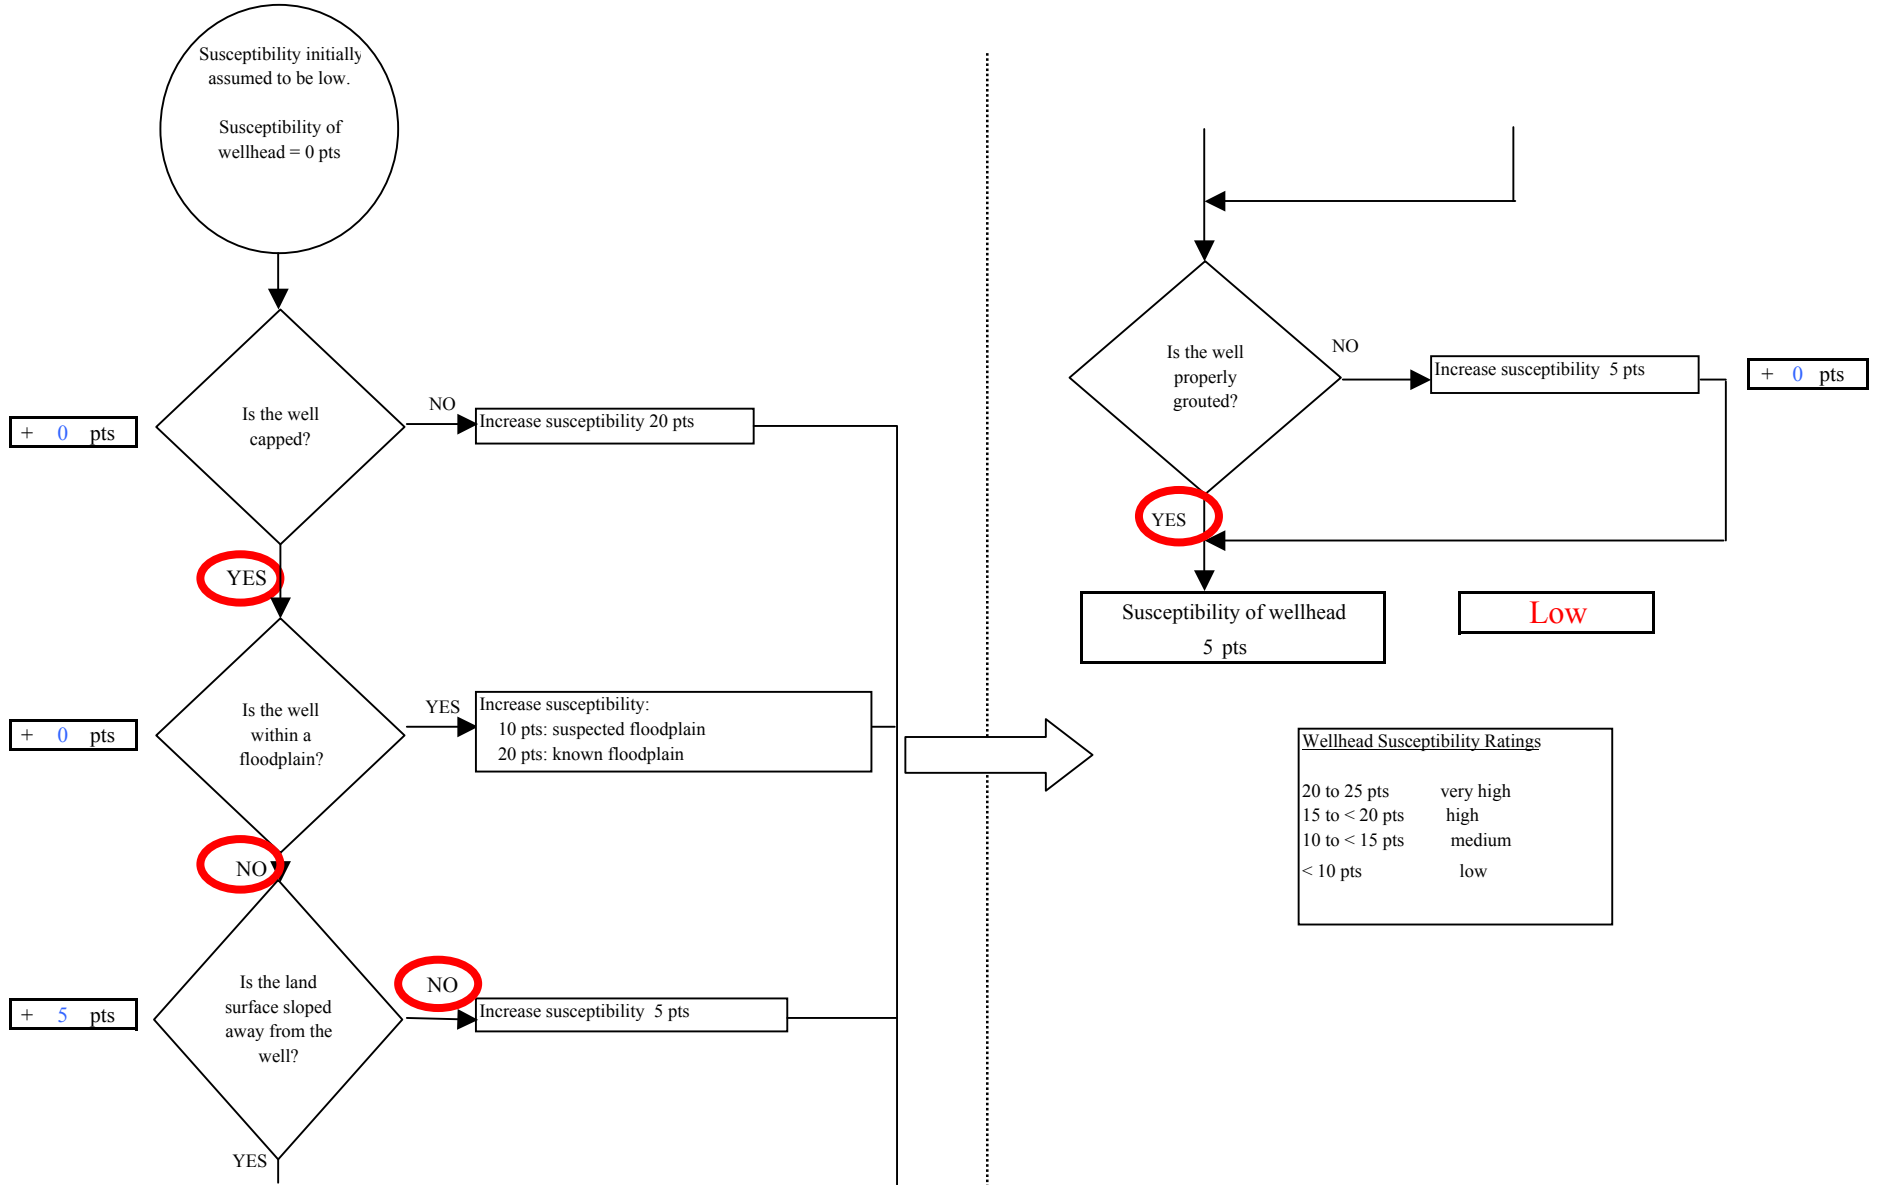 Susceptibility initially
assumed to be low.
Susceptibility of
wellhead = 0 pts
Is the well
capped?
NO
Increase susceptibility 20 pts
+ 0 pts
YES
Is the well
within a
floodplain?
YES
Increase susceptibility:
10 pts: suspected floodplain
20 pts: known floodplain
+ 0 pts
NO
Is the land
surface sloped
away from the
well?
NO
Increase susceptibility 5 pts
+ 5 pts
YES
Is the well
properly
grouted?
NO
Increase susceptibility 5 pts
+ 0 pts
YES
Susceptibility of wellhead
5 pts
Low
Wellhead Susceptibility Ratings
20 to 25 pts very high
15 to < 20 pts high
10 to < 15 pts medium
< 10 pts low